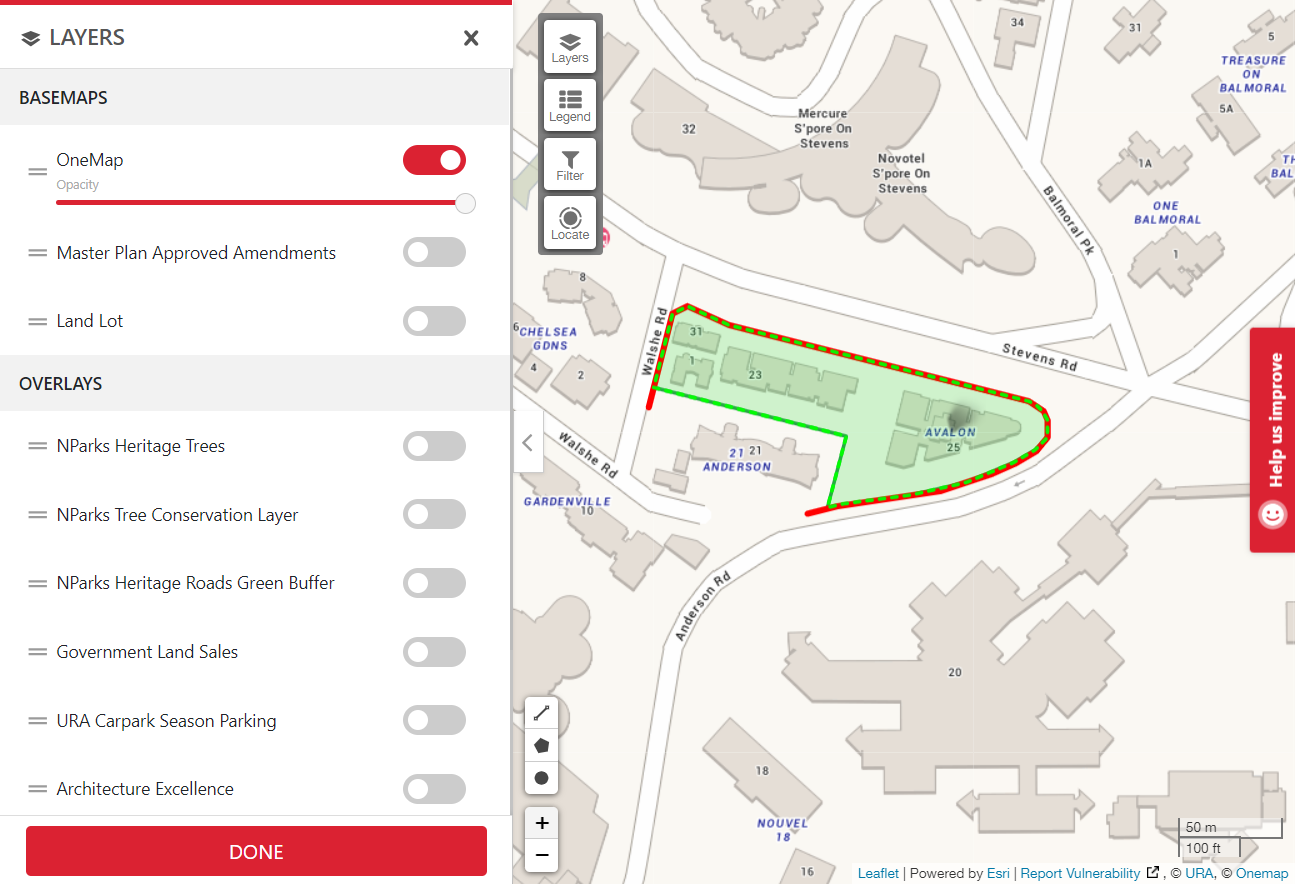 LAYERS
BASEMAPS
OneMap
Opacity
Master Plan Approved Amendments
Land Lot
OVERLAYS
NParks Heritage Trees
NParks Tree Conservation Layer
NParks Heritage Roads Green Buffer
Government Land Sales
URA Carpark Season Parking
Architecture Excellence
DONE
Layers
Legend
Filter
Locate
34
31
5
TREASURE
ON
BALMORAL
5A
32
Mercure
S'pore On
Stevens
Novotel
S'pore On
Stevens
1A
TH
BAL
ONE
BALMORAL
Balmoral Pk
1
8
6
CHELSEA
GDNS
4
2
Walshe Rd
31
1
23
Stevens Rd
AVALON
25
21 21
ANDERSON
Walshe Rd
GARDENVILLE
10
Anderson Rd
20
18
NOUVEL
18
16
Help us improve
+
−
50 m
100 ft
Leaflet | Powered by Esri | Report Vulnerability , © URA, © Onemap